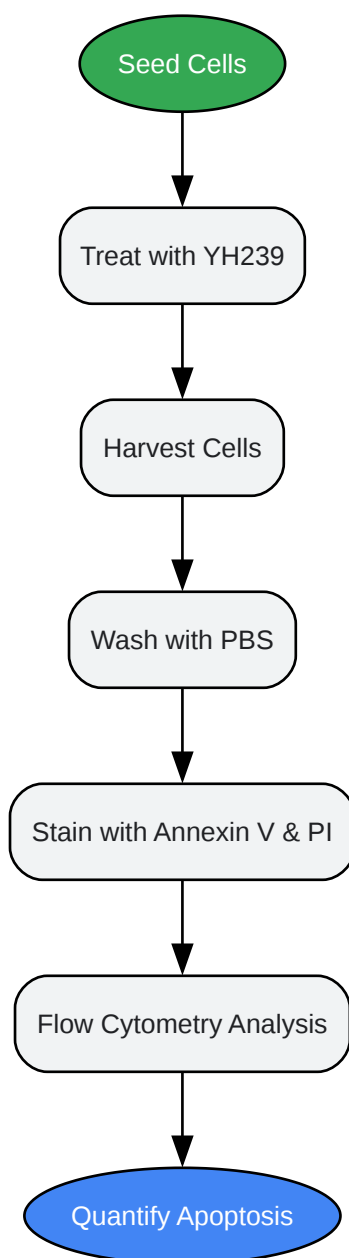 Seed Cells
Treat with YH239
Harvest Cells
Wash with PBS
Stain with Annexin V & PI
Flow Cytometry Analysis
Quantify Apoptosis